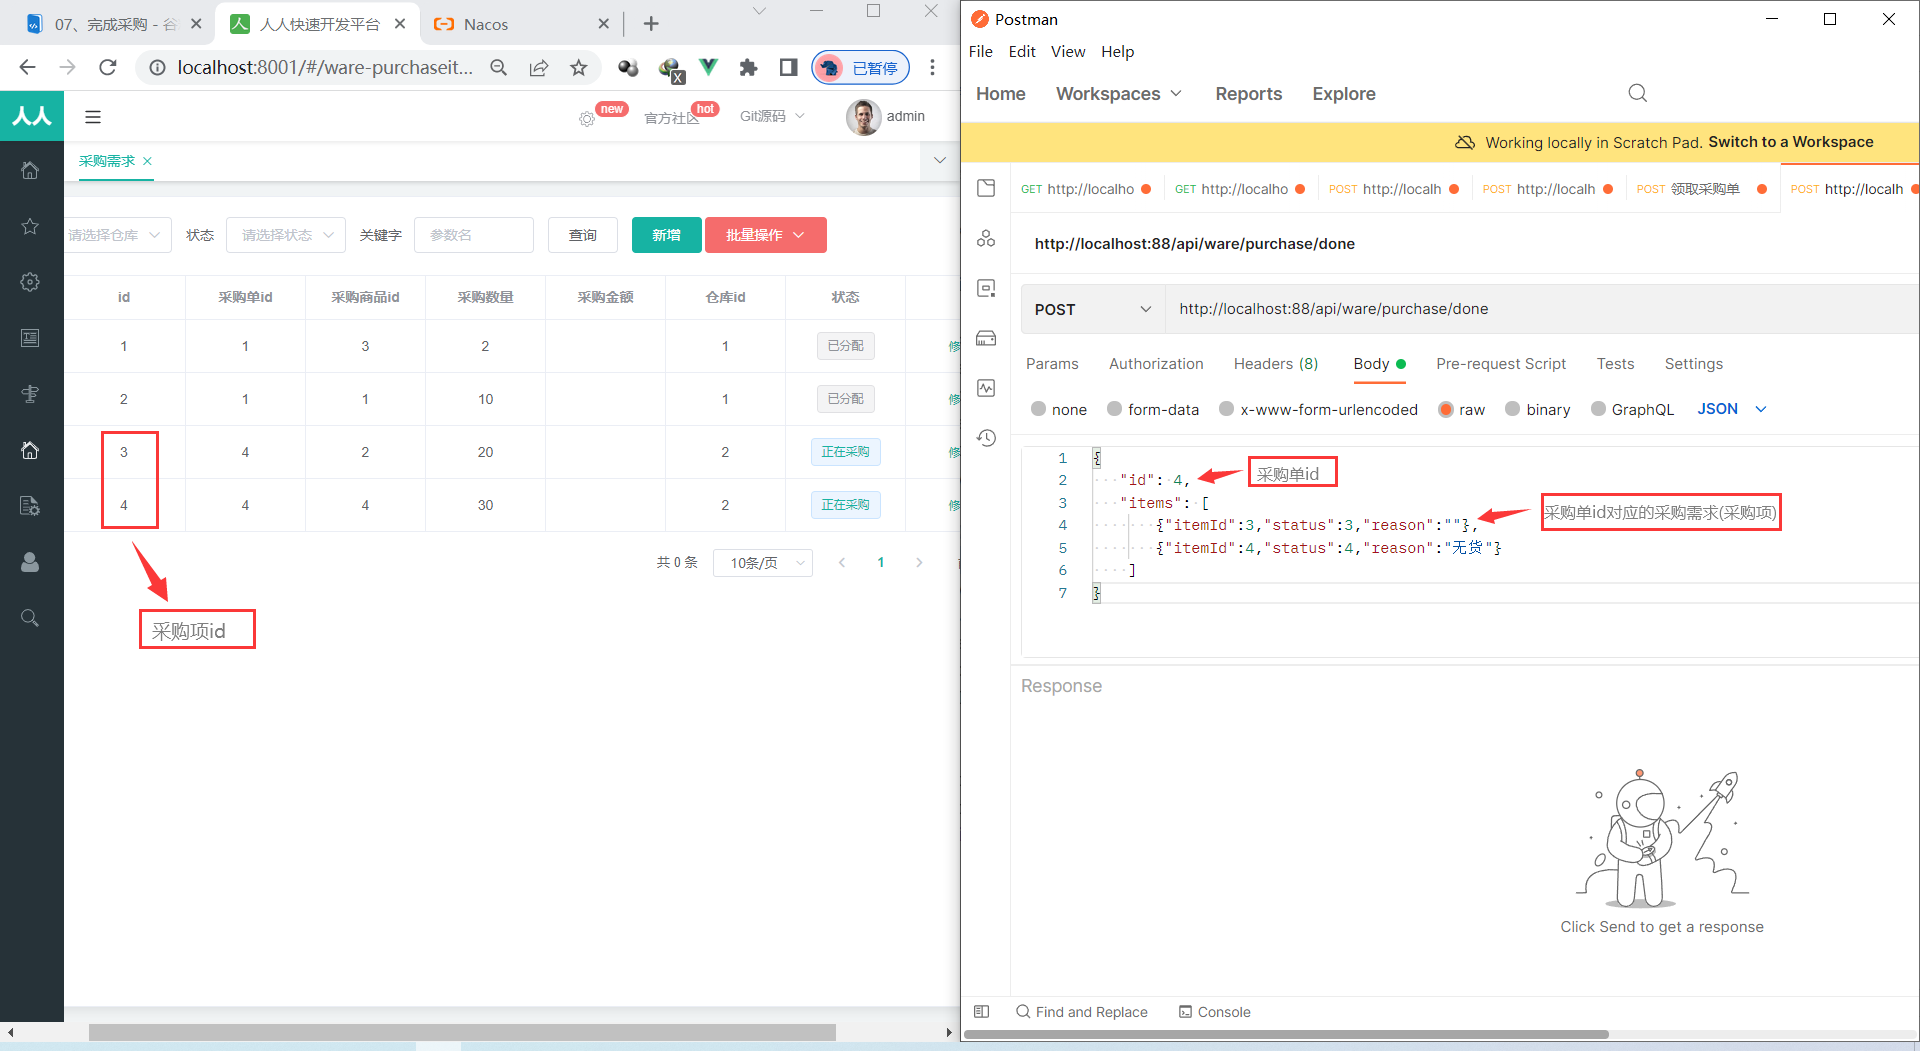 07、完成采购 - 谷
人人快速开发平台
Nacos
localhost:8001/#/ware-purchaseit...
已暂停
人人
new
官方社区
hot
Git源码
admin
采购需求
请选择仓库
状态
请选择状态
关键字
参数名
查询
新增
批量操作
id 采购单id 采购商品id 采购数量 采购金额 仓库id 状态
1 1 3 2 1 已分配 修
2 1 1 10 1 已分配 修
3 4 2 20 2 正在采购 修
4 4 4 30 2 正在采购 修
共 0 条
10条/页
1
采购项id
Postman
File Edit View Help
Home Workspaces Reports Explore
Working locally in Scratch Pad. Switch to a Workspace
GET http://localho
GET http://localho
POST http://localh
POST http://localh
POST 领取采购单
POST http://localh
http://localhost:88/api/ware/purchase/done
POST http://localhost:88/api/ware/purchase/done
Params Authorization Headers (8) Body Pre-request Script Tests Settings
none form-data x-www-form-urlencoded raw binary GraphQL JSON
1 {
2 "id": 4,
采购单id
3 "items": [
4 {"itemId":3,"status":3,"reason":""},
采购单id对应的采购需求(采购项)
5 {"itemId":4,"status":4,"reason":"无货"}
6 ]
7 }
Response
Click Send to get a response
Find and Replace
Console